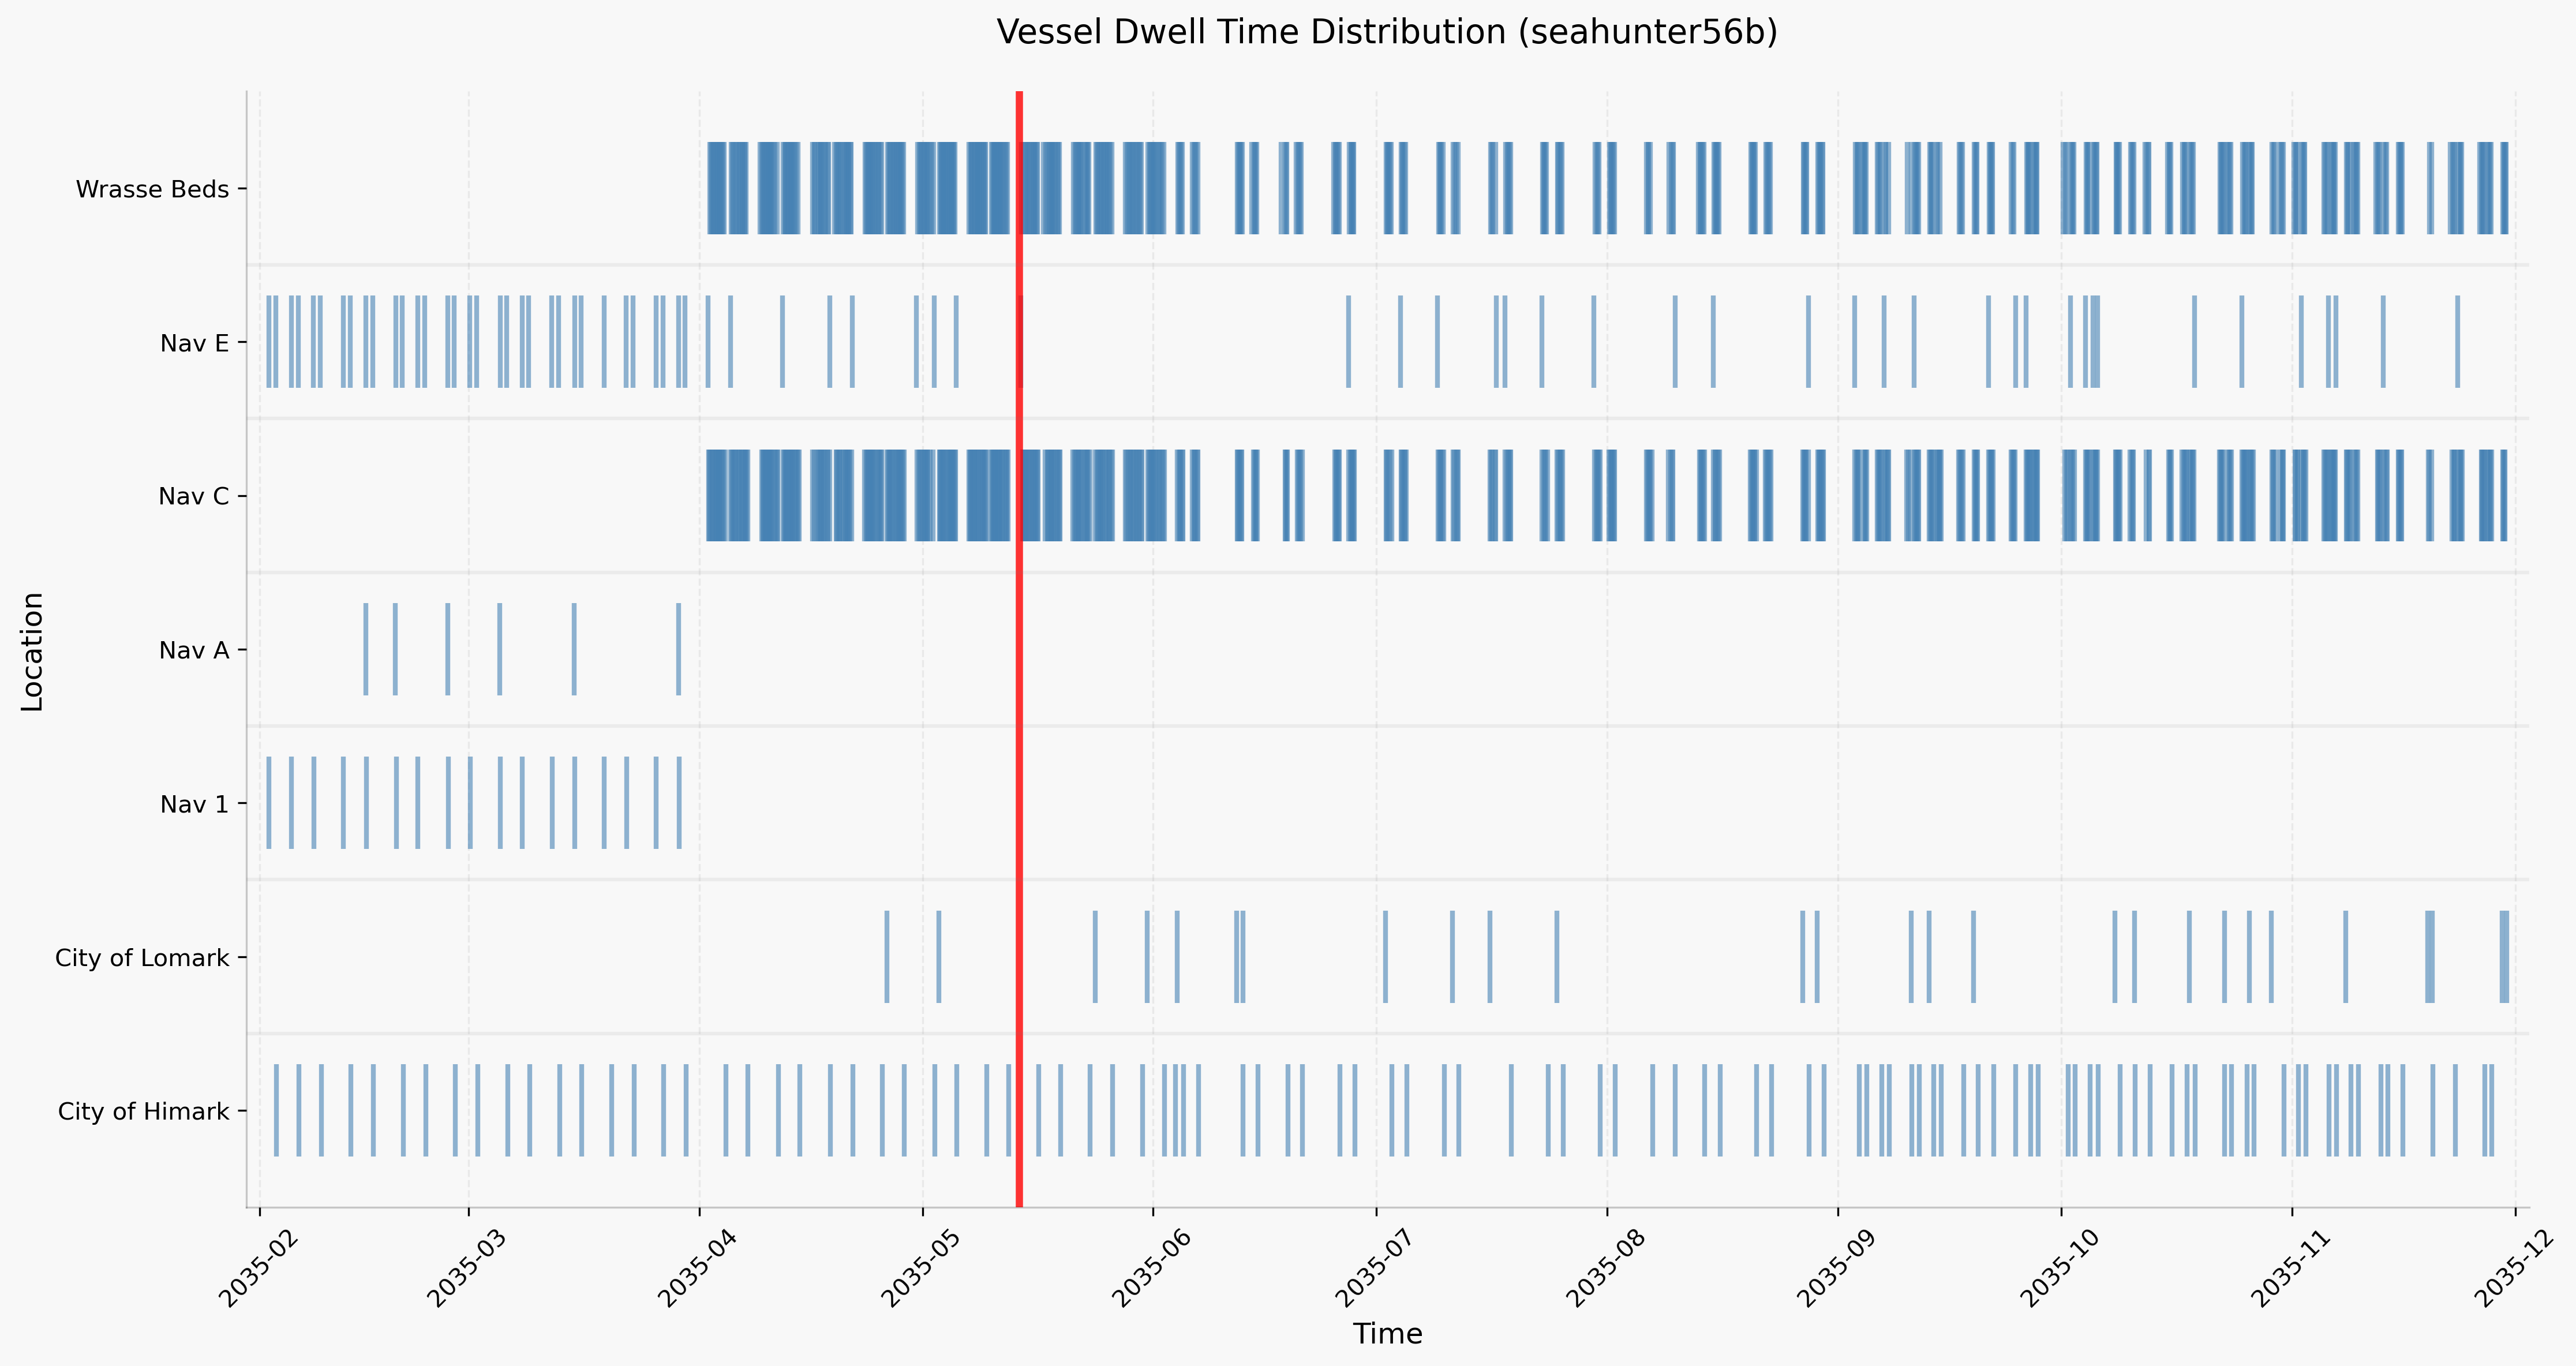 Vessel Dwell Time Distribution (seahunter56b)
Location
Wrasse Beds
Nav E
Nav C
Nav A
Nav 1
City of Lomark
City of Himark
2035-02
2035-03
2035-04
2035-05
2035-06
2035-07
2035-08
2035-09
2035-10
2035-11
2035-12
Time